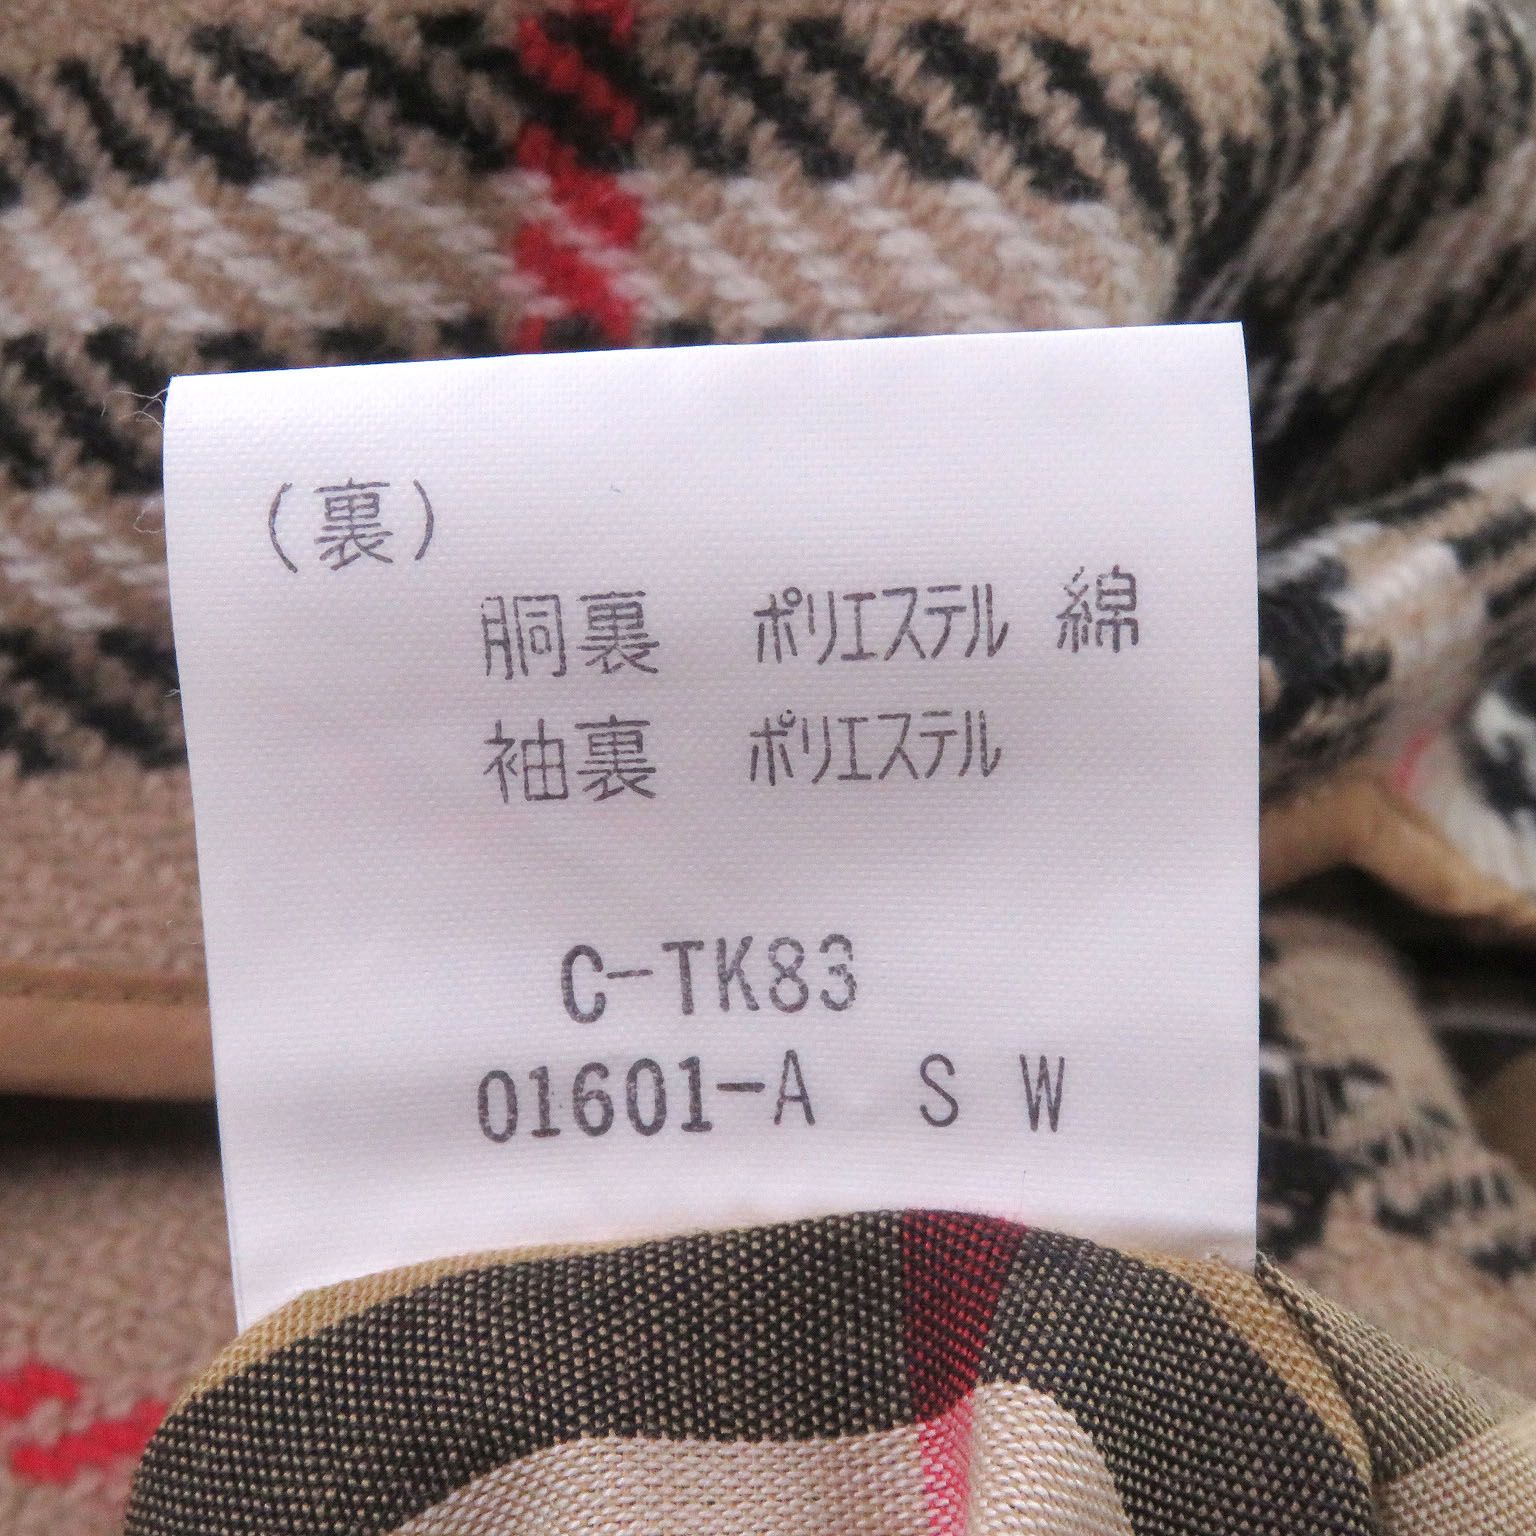 (裏)
胴裏 ポリエステル 綿
袖裏 ポリエステル
C-TK83
01601-A S W